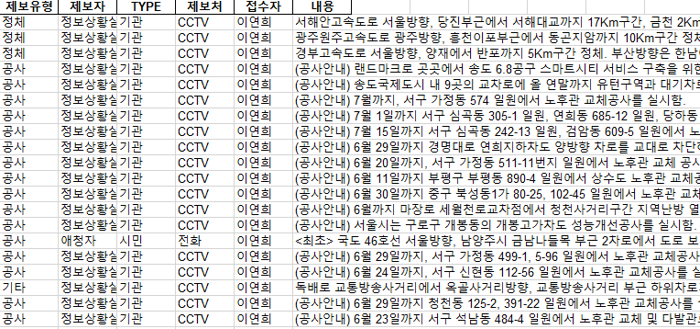 제보유형 제보자 TYPE 제보처 접수자 내용
정체 정보상황실 기관 CCTV 이연희 서해안고속도로 서울방향, 당진부근에서 서해대교까지 17Km구간, 금천 2Km
정체 정보상황실 기관 CCTV 이연희 광주원주고속도로 광주방향, 흥천이포부근에서 동곤지암까지 10Km구간 정체
정체 정보상황실 기관 CCTV 이연희 경부고속도로 서울방향, 양재에서 반포까지 5Km구간 정체. 부산방향은 한남에
공사 정보상황실 기관 CCTV 이연희 (공사안내) 랜드마크로 곳곳에서 송도 6.8공구 스마트시티 서비스 구축을 위한
공사 정보상황실 기관 CCTV 이연희 (공사안내) 송도국제도시 내 9곳의 교차로에 올 연말까지 유턴구역과 대기차로
공사 정보상황실 기관 CCTV 이연희 (공사안내) 7월까지, 서구 가정동 574 일원에서 노후관 교체공사를 실시함.
공사 정보상황실 기관 CCTV 이연희 (공사안내) 7월 1일까지 서구 심곡동 305-1 일원, 연희동 685-12 일원, 당하동
공사 정보상황실 기관 CCTV 이연희 (공사안내) 7월 15일까지 서구 심곡동 242-13 일원, 검암동 609-5 일원에서 노
공사 정보상황실 기관 CCTV 이연희 (공사안내) 6월 29일까지 경명대로 연희지하차도 양방향 차로를 교대로 차단하
공사 정보상황실 기관 CCTV 이연희 (공사안내) 6월 20일까지, 서구 가정동 511-11번지 일원에서 노후관 교체 공사
공사 정보상황실 기관 CCTV 이연희 (공사안내) 6월 11일까지 부평구 부평동 890-4 일원에서 상수도 노후관 교체공
공사 정보상황실 기관 CCTV 이연희 (공사안내) 6월 30일까지 중구 북성동1가 80-25, 102-45 일원에서 노후관 교체
공사 정보상황실 기관 CCTV 이연희 (공사안내) 6월까지 마장로 세월천로교차점에서 청천사거리구간 지역난방 열
공사 정보상황실 기관 CCTV 이연희 (공사안내) 서울시는 구로구 개봉동의 개봉고가차도 성능개선공사를 실시함.
공사 애청자 시민 전화 이연희 <최초> 국도 46호선 서울방향, 남양주시 금남나들목 부근 2차로에서 도로 보
공사 정보상황실 기관 CCTV 이연희 (공사안내) 6월 29일까지, 서구 가정동 499-1, 5-96 일원에서 노후관 교체공사
공사 정보상황실 기관 CCTV 이연희 (공사안내) 6월 24일까지, 서구 신현동 112-56 일원에서 노후관 교체공사를 실
기타 정보상황실 기관 CCTV 이연희 독배로 교통방송사거리에서 옥골사거리방향, 교통방송사거리 부근 하위차로
공사 정보상황실 기관 CCTV 이연희 (공사안내) 6월 29일까지 서구 청천동 125-2, 391-22 일원에서 노후관 교체공사를
공사 정보상황실 기관 CCTV 이연희 (공사안내) 6월 23일까지 서구 석남동 484-4 일원에서 노후관 교체 및 다발관